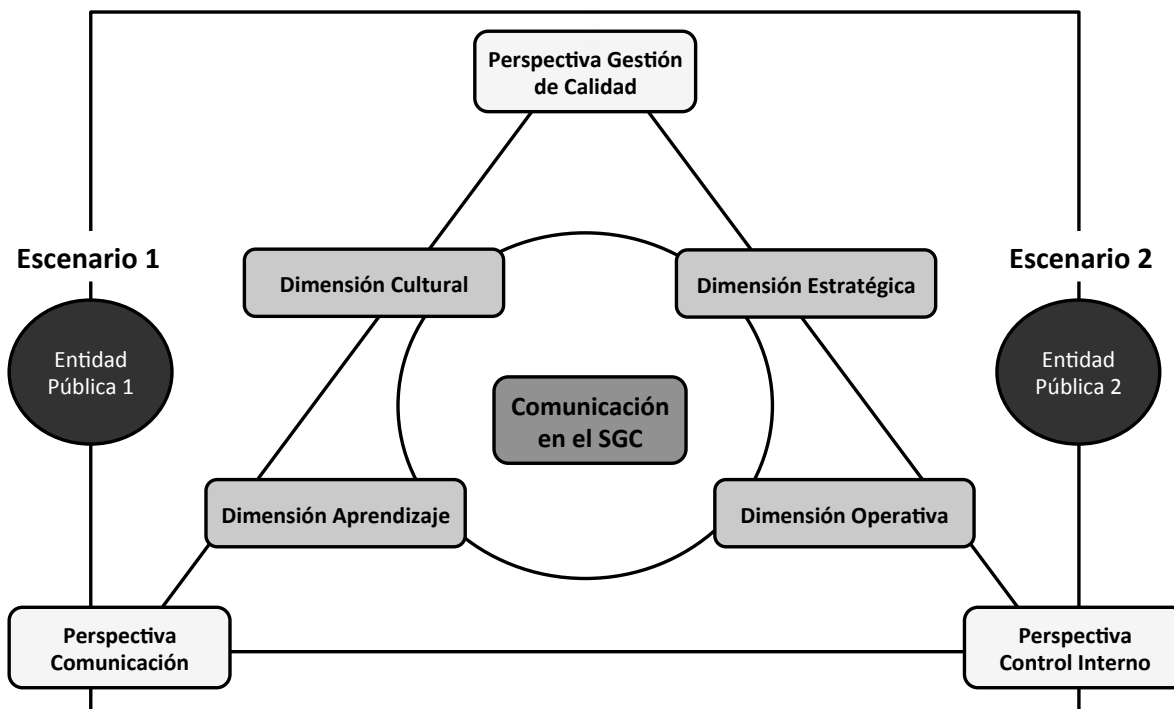 Perspectiva Gestión
de Calidad
Escenario 1
Escenario 2
Dimensión Cultural
Dimensión Estratégica
Entidad
Pública 1
Entidad
Pública 2
Comunicación
en el SGC
Dimensión Aprendizaje
Dimensión Operativa
Perspectiva
Comunicación
Perspectiva
Control Interno